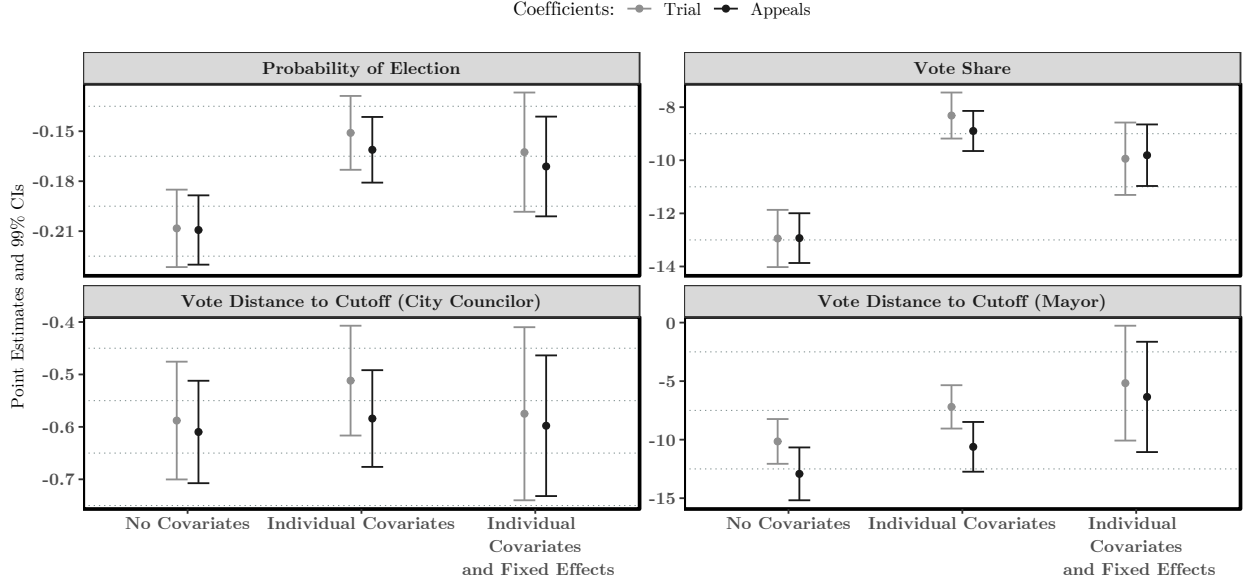 Coefficients: Trial Appeals
Probability of Election
Vote Share
Point Estimates and 99% CIs
-0.15
-0.18
-0.21
-8
-10
-12
-14
Vote Distance to Cutoff (City Councilor)
Vote Distance to Cutoff (Mayor)
-0.4
-0.5
-0.6
-0.7
0
-5
-10
-15
No Covariates
Individual Covariates
Individual
Covariates
and Fixed Effects
No Covariates
Individual Covariates
Individual
Covariates
and Fixed Effects